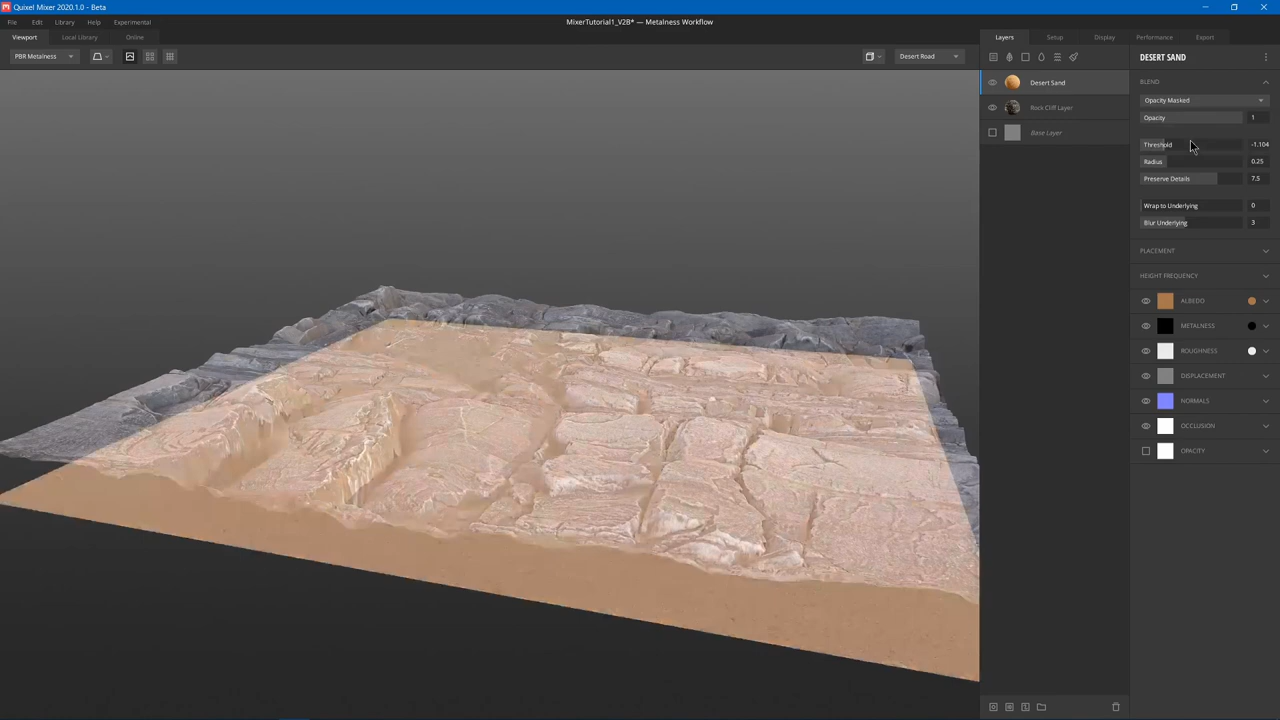 Quixel Mixer 2020.1.0 - Beta
File Edit Library Help Experimental MixerTutorial1_V2B* — Metalness Workflow
Viewport Local Library Online Layers Setup Display Performance Export
PBR Metalness Desert Road DESERT SAND
Desert Sand
Rock Cliff Layer
Base Layer
BLEND
Opacity Masked
Opacity 1
Threshold -1.104
Radius 0.25
Preserve Details 7.5
Wrap to Underlying 0
Blur Underlying 3
PLACEMENT
HEIGHT FREQUENCY
ALBEDO
METALNESS
ROUGHNESS
DISPLACEMENT
NORMALS
OCCLUSION
OPACITY